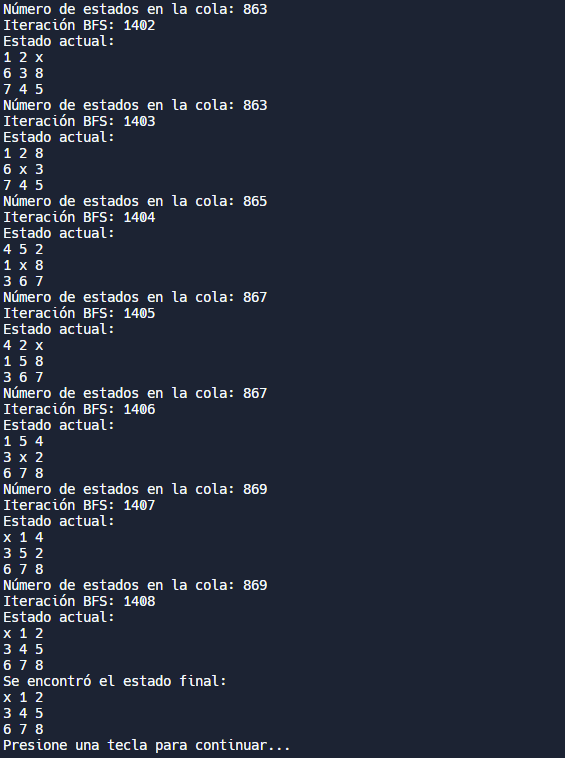 Número de estados en la cola: 863
Iteración BFS: 1402
Estado actual:
1 2 x
6 3 8
7 4 5
Número de estados en la cola: 863
Iteración BFS: 1403
Estado actual:
1 2 8
6 x 3
7 4 5
Número de estados en la cola: 865
Iteración BFS: 1404
Estado actual:
4 5 2
1 x 8
3 6 7
Número de estados en la cola: 867
Iteración BFS: 1405
Estado actual:
4 2 x
1 5 8
3 6 7
Número de estados en la cola: 867
Iteración BFS: 1406
Estado actual:
1 5 4
3 x 2
6 7 8
Número de estados en la cola: 869
Iteración BFS: 1407
Estado actual:
x 1 4
3 5 2
6 7 8
Número de estados en la cola: 869
Iteración BFS: 1408
Estado actual:
x 1 2
3 4 5
6 7 8
Se encontró el estado final:
x 1 2
3 4 5
6 7 8
Presione una tecla para continuar...